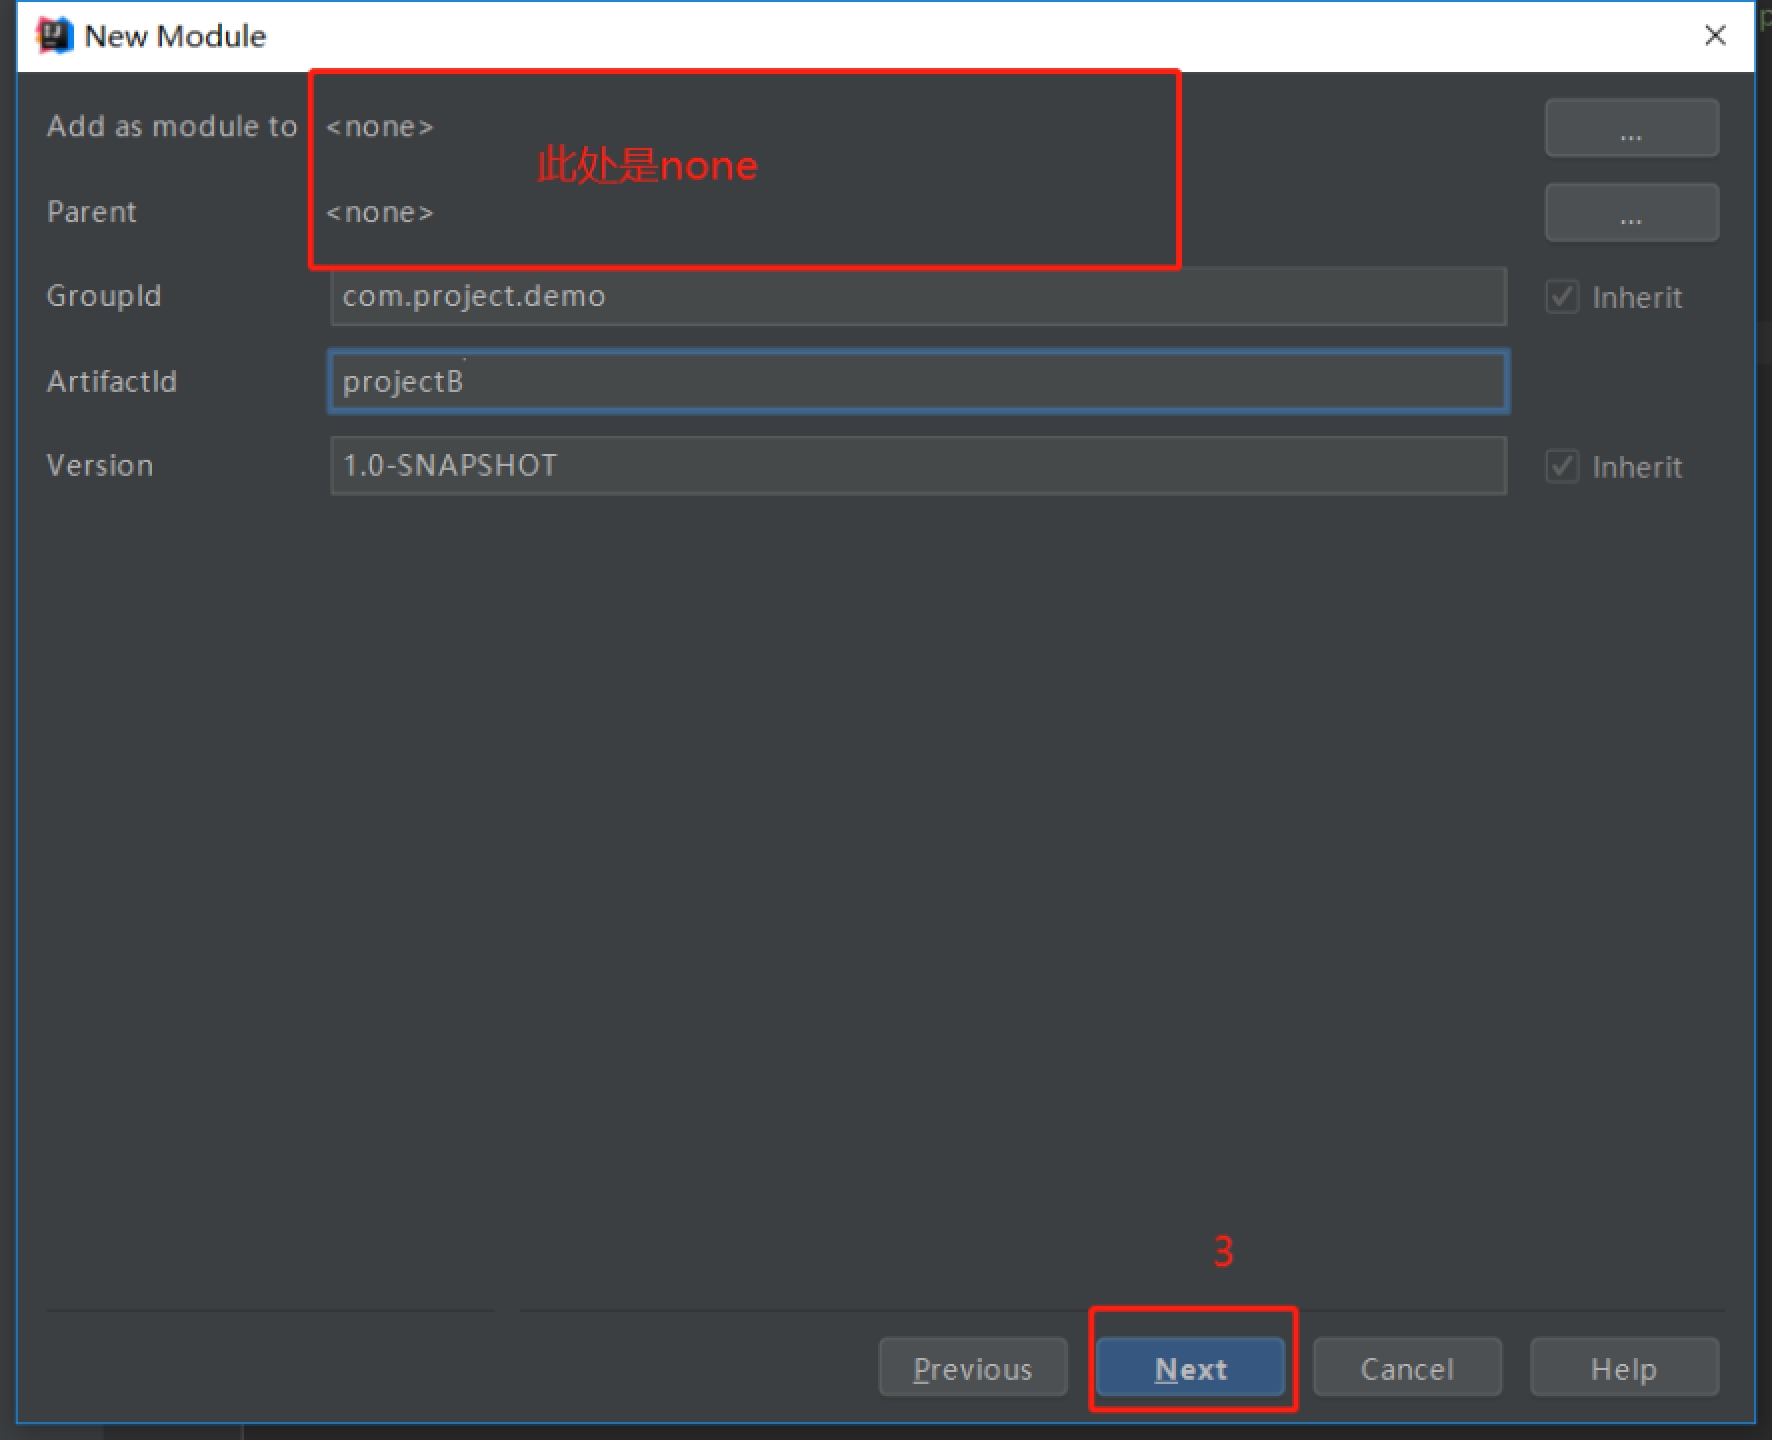 New Module
Add as module to <none> ...
此处是none
Parent <none> ...
GroupId com.project.demo Inherit
ArtifactId projectB
Version 1.0-SNAPSHOT Inherit
3
Previous Next Cancel Help